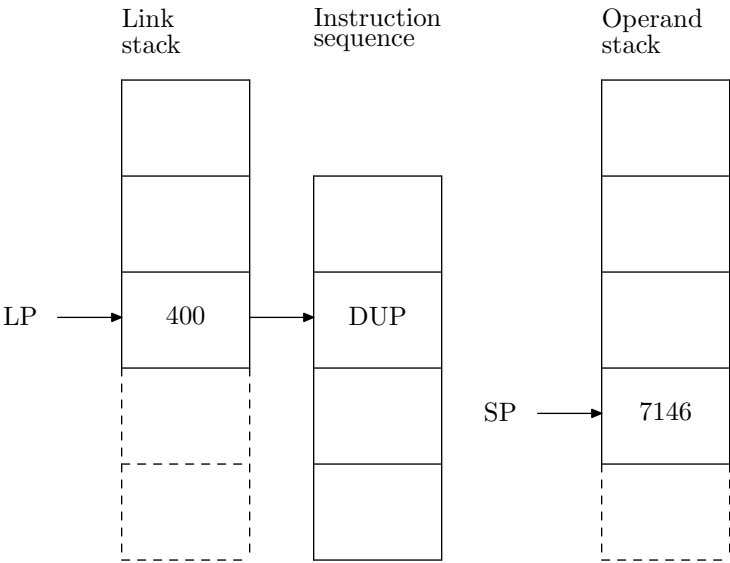 Link
stack
Instruction
sequence
Operand
stack
LP
400
DUP
SP
7146